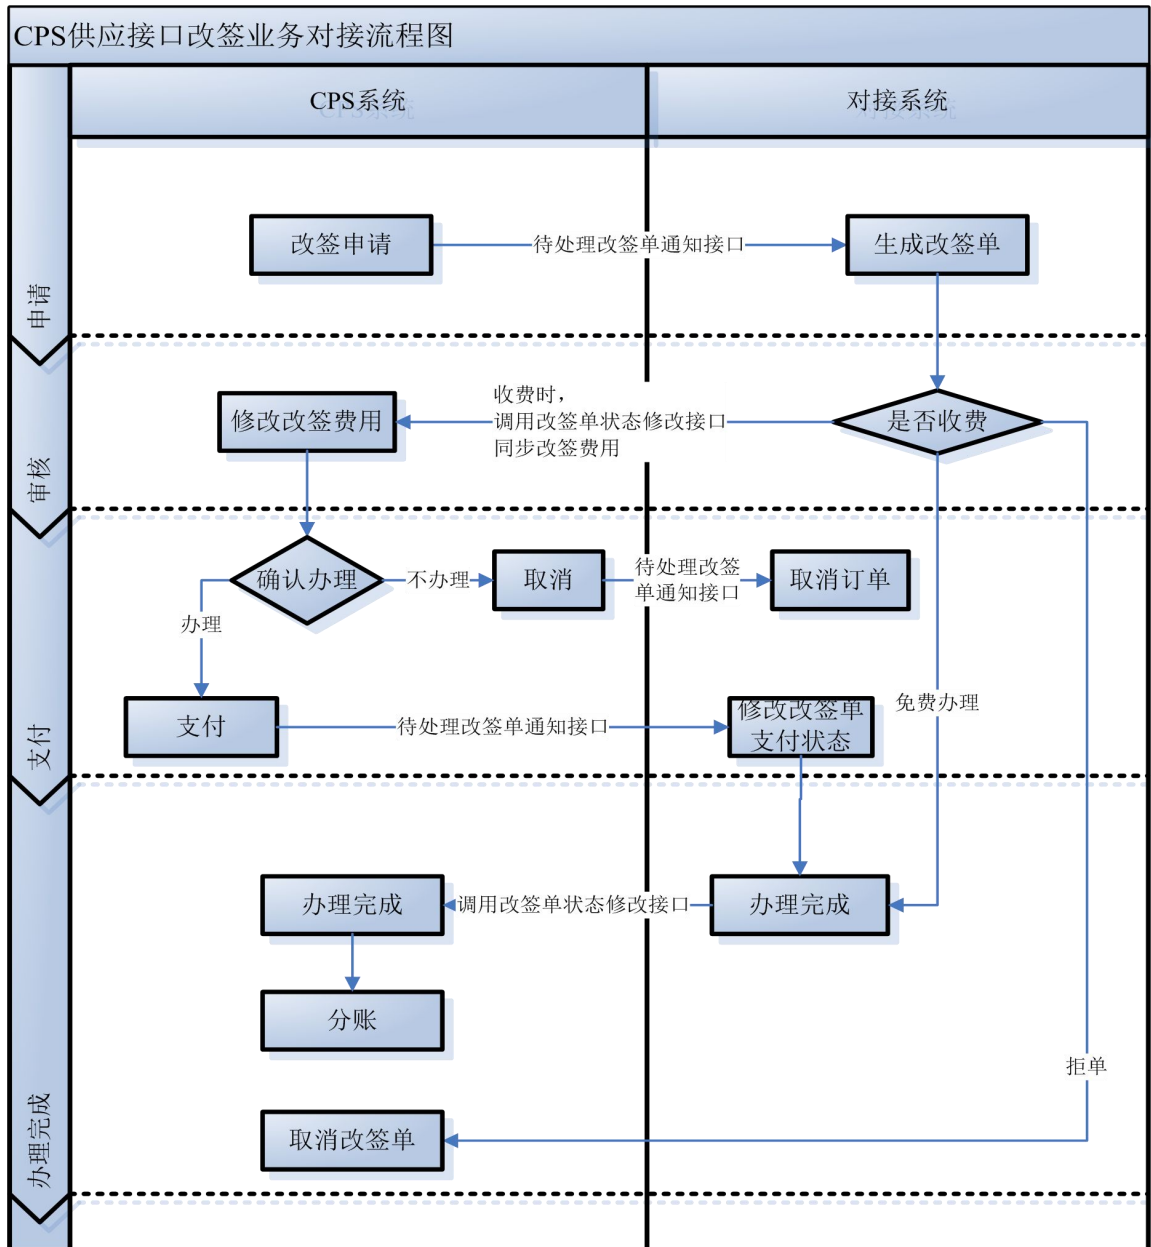 CPS供应接口改签业务对接流程图
CPS系统
对接系统
申请
改签申请
待处理改签单通知接口
生成改签单
审核
修改改签费用
收费时，
调用改签单状态修改接口
同步改签费用
是否收费
支付
确认办理
不办理
取消
待处理改签
单通知接口
取消订单
办理
支付
待处理改签单通知接口
修改改签单
支付状态
免费办理
办理完成
办理完成
调用改签单状态修改接口
办理完成
分账
拒单
取消改签单